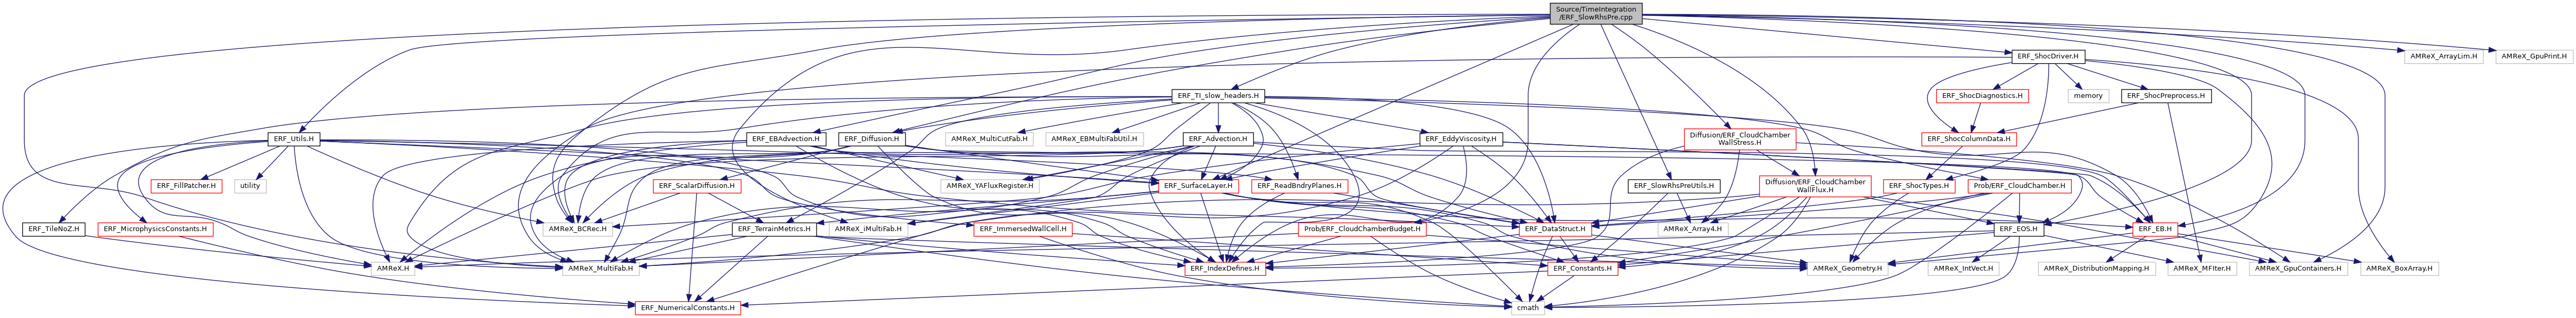 Source/TimeIntegration
/ERF_SlowRhsPre.cpp
ERF_ShocDriver.H
AMReX_ArrayLim.H
AMReX_GpuPrint.H
ERF_TI_slow_headers.H
ERF_ShocDiagnostics.H
memory
ERF_ShocPreprocess.H
ERF_Utils.H
ERF_EBAdvection.H
ERF_Diffusion.H
AMReX_MultiCutFab.H
AMReX_EBMultiFabUtil.H
ERF_Advection.H
ERF_EddyViscosity.H
Diffusion/ERF_CloudChamber
WallStress.H
ERF_ShocColumnData.H
ERF_FillPatcher.H
utility
ERF_ScalarDiffusion.H
AMReX_YAFluxRegister.H
ERF_SurfaceLayer.H
ERF_ReadBndryPlanes.H
ERF_SlowRhsPreUtils.H
Diffusion/ERF_CloudChamber
WallFlux.H
ERF_ShocTypes.H
Prob/ERF_CloudChamber.H
ERF_TileNoZ.H
ERF_MicrophysicsConstants.H
AMReX_BCRec.H
ERF_TerrainMetrics.H
AMReX_iMultiFab.H
ERF_ImmersedWallCell.H
Prob/ERF_CloudChamberBudget.H
ERF_DataStruct.H
AMReX_Array4.H
ERF_EOS.H
ERF_EB.H
AMReX.H
AMReX_MultiFab.H
ERF_IndexDefines.H
ERF_Constants.H
AMReX_Geometry.H
AMReX_IntVect.H
AMReX_DistributionMapping.H
AMReX_MFIter.H
AMReX_GpuContainers.H
AMReX_BoxArray.H
ERF_NumericalConstants.H
cmath